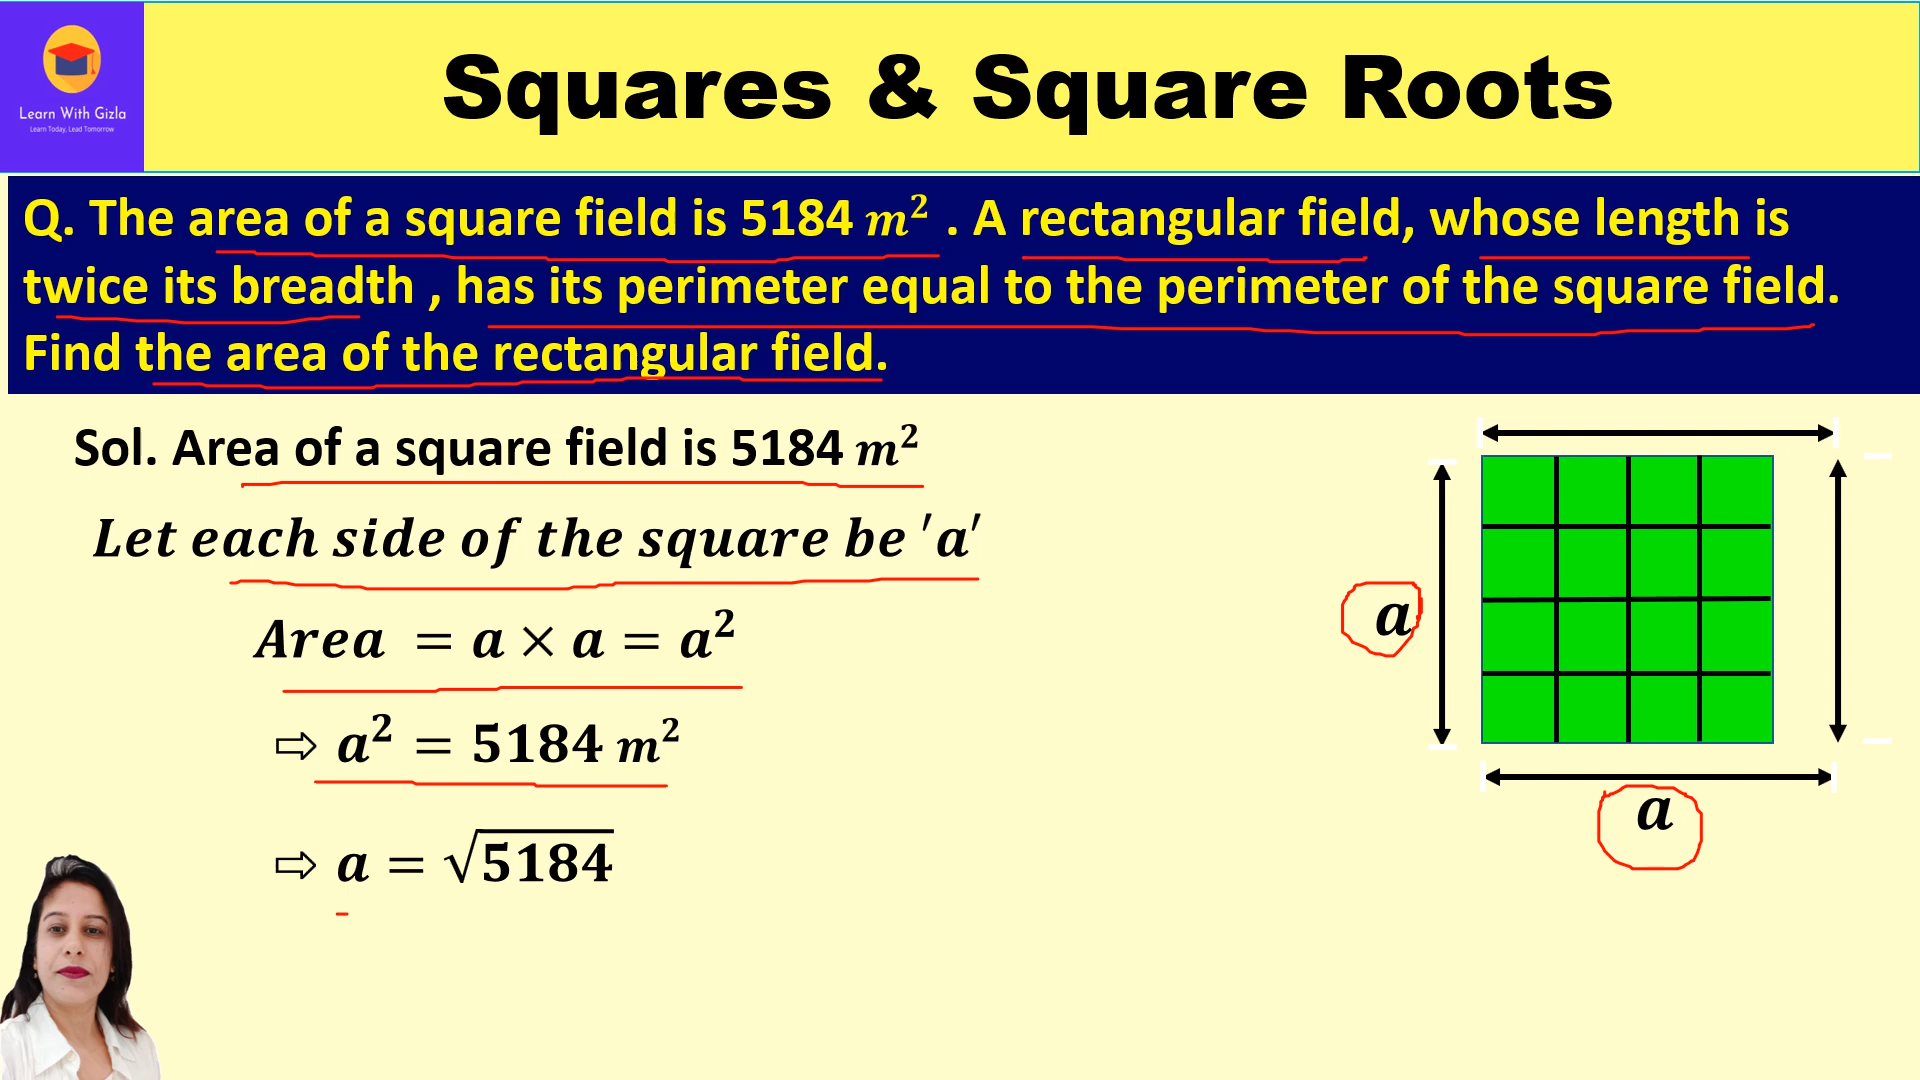 Learn With Gizla
Learn Today, Lead Tomorrow
Squares & Square Roots
Q. The area of a square field is 5184 m² . A rectangular field, whose length is
twice its breadth , has its perimeter equal to the perimeter of the square field.
Find the area of the rectangular field.
Sol. Area of a square field is 5184 m²
Let each side of the square be 'a'
Area = a × a = a²
⇨ a² = 5184 m²
⇨ a = √5184
a
a